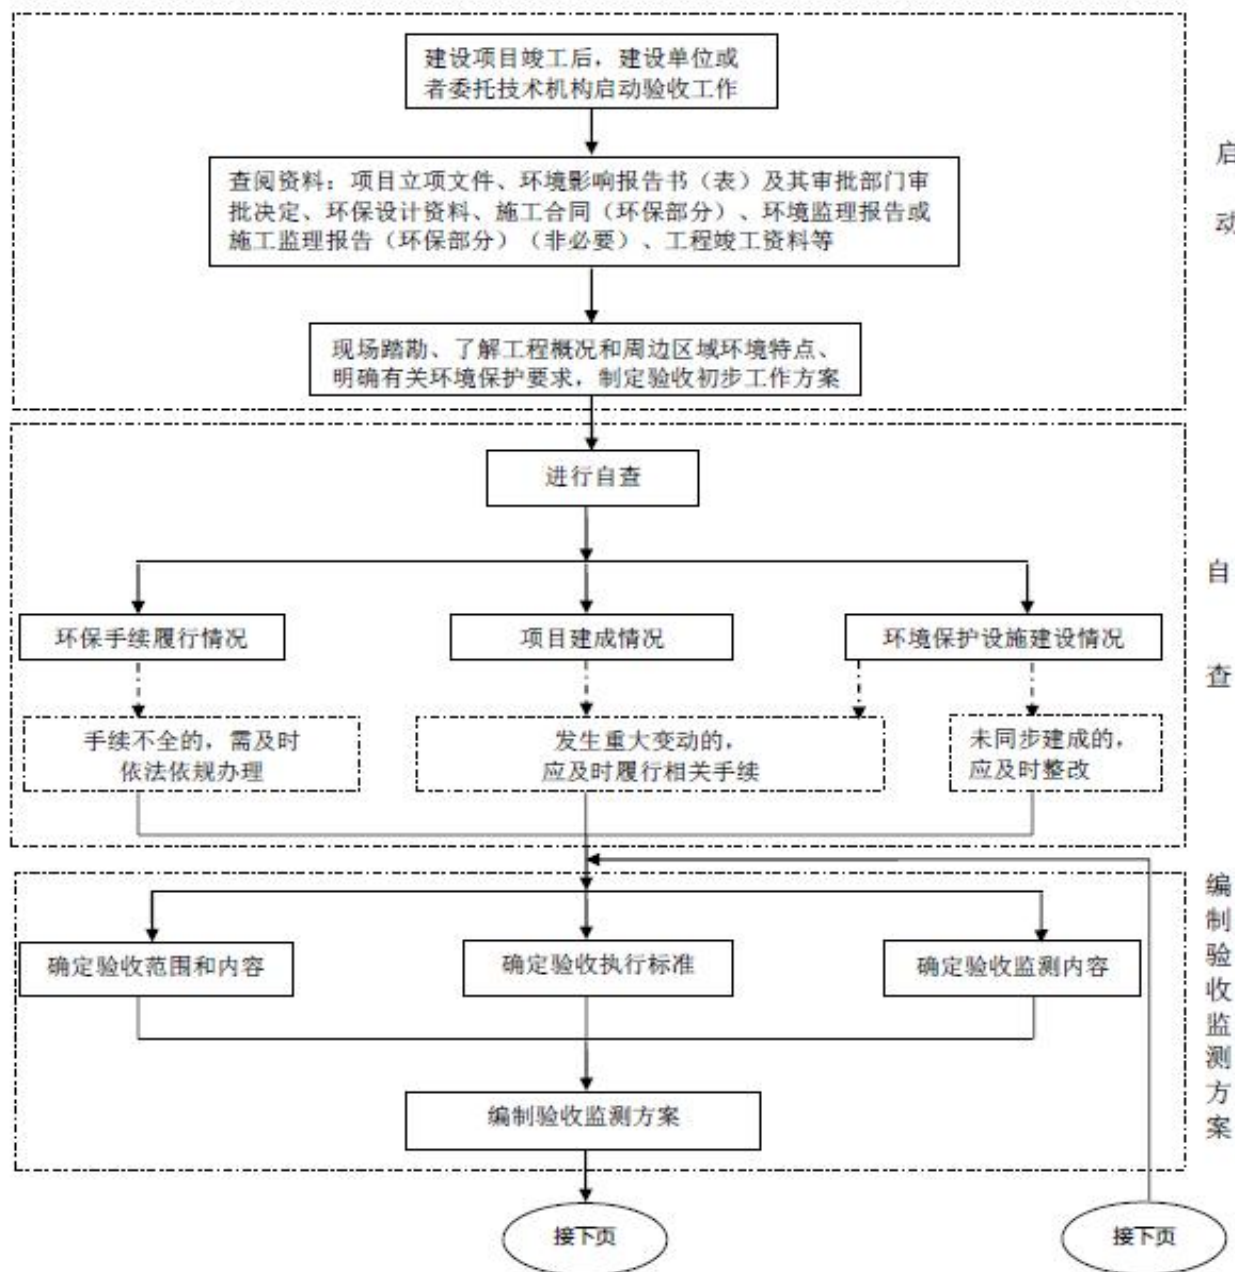 建设项目竣工后，建设单位或
者委托技术机构启动验收工作
查阅资料：项目立项文件、环境影响报告书（表）及其审批部门审
批决定、环保设计资料、施工合同（环保部分）、环境监理报告或
施工监理报告（环保部分）（非必要）、工程竣工资料等
现场踏勘、了解工程概况和周边区域环境特点、
明确有关环境保护要求，制定验收初步工作方案
启
动
进行自查
环保手续履行情况
项目建成情况
环境保护设施建设情况
手续不全的，需及时
依法依规办理
发生重大变动的，
应及时履行相关手续
未同步建成的，
应及时整改
自
查
确定验收范围和内容
确定验收执行标准
确定验收监测内容
编制验收监测方案
编
制
验
收
监
测
方
案
接下页
接下页